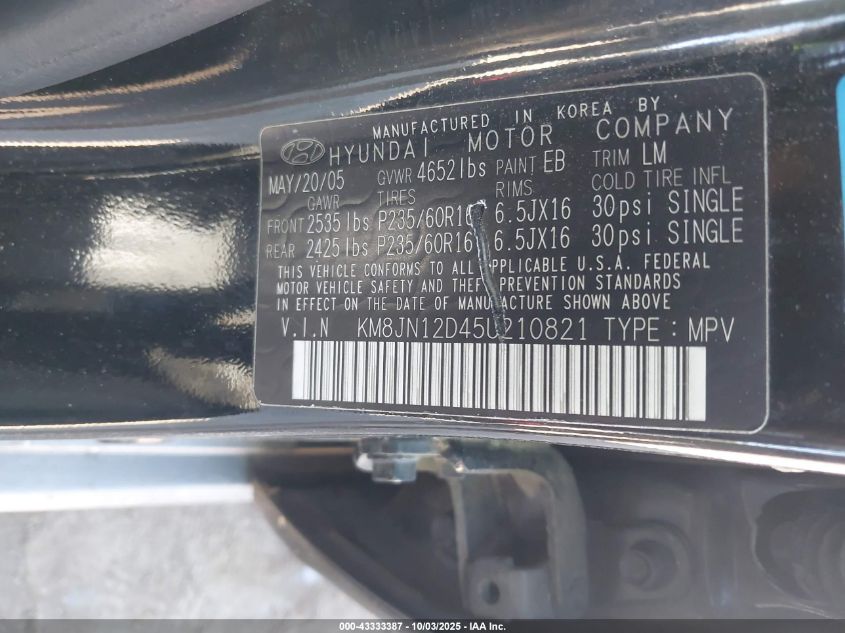 MANUFACTURED IN KOREA BY
HYUNDAI MOTOR COMPANY
MAY/20/05 GVWR 4652lbs PAINT EB TRIM LM
GAWR TIRES RIMS COLD TIRE INFL
FRONT 2535lbs P235/60R16 6.5JX16 30psi SINGLE
REAR 2425lbs P235/60R16 6.5JX16 30psi SINGLE
THIS VEHICLE CONFORMS TO ALL APPLICABLE U.S.A. FEDERAL
MOTOR VEHICLE SAFETY AND THEFT PREVENTION STANDARDS
IN EFFECT ON THE DATE OF MANUFACTURE SHOWN ABOVE
V.I.N KM8JN12D45U210821 TYPE : MPV
000-43333387 - 10/03/2025 - IAA Inc.